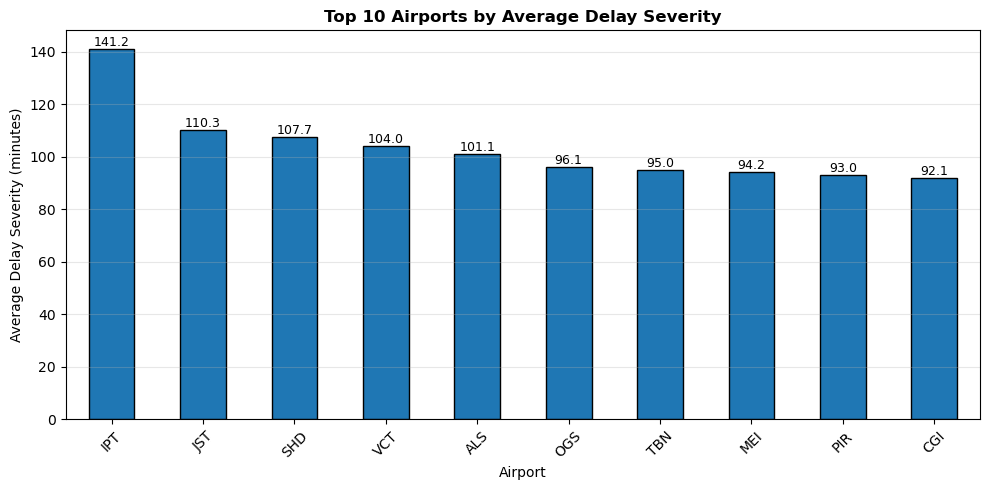 Top 10 Airports by Average Delay Severity
Average Delay Severity (minutes)
140
120
100
80
60
40
20
0
141.2
110.3
107.7
104.0
101.1
96.1
95.0
94.2
93.0
92.1
IPT
JST
SHD
VCT
ALS
OGS
TBN
MEI
PIR
CGI
Airport